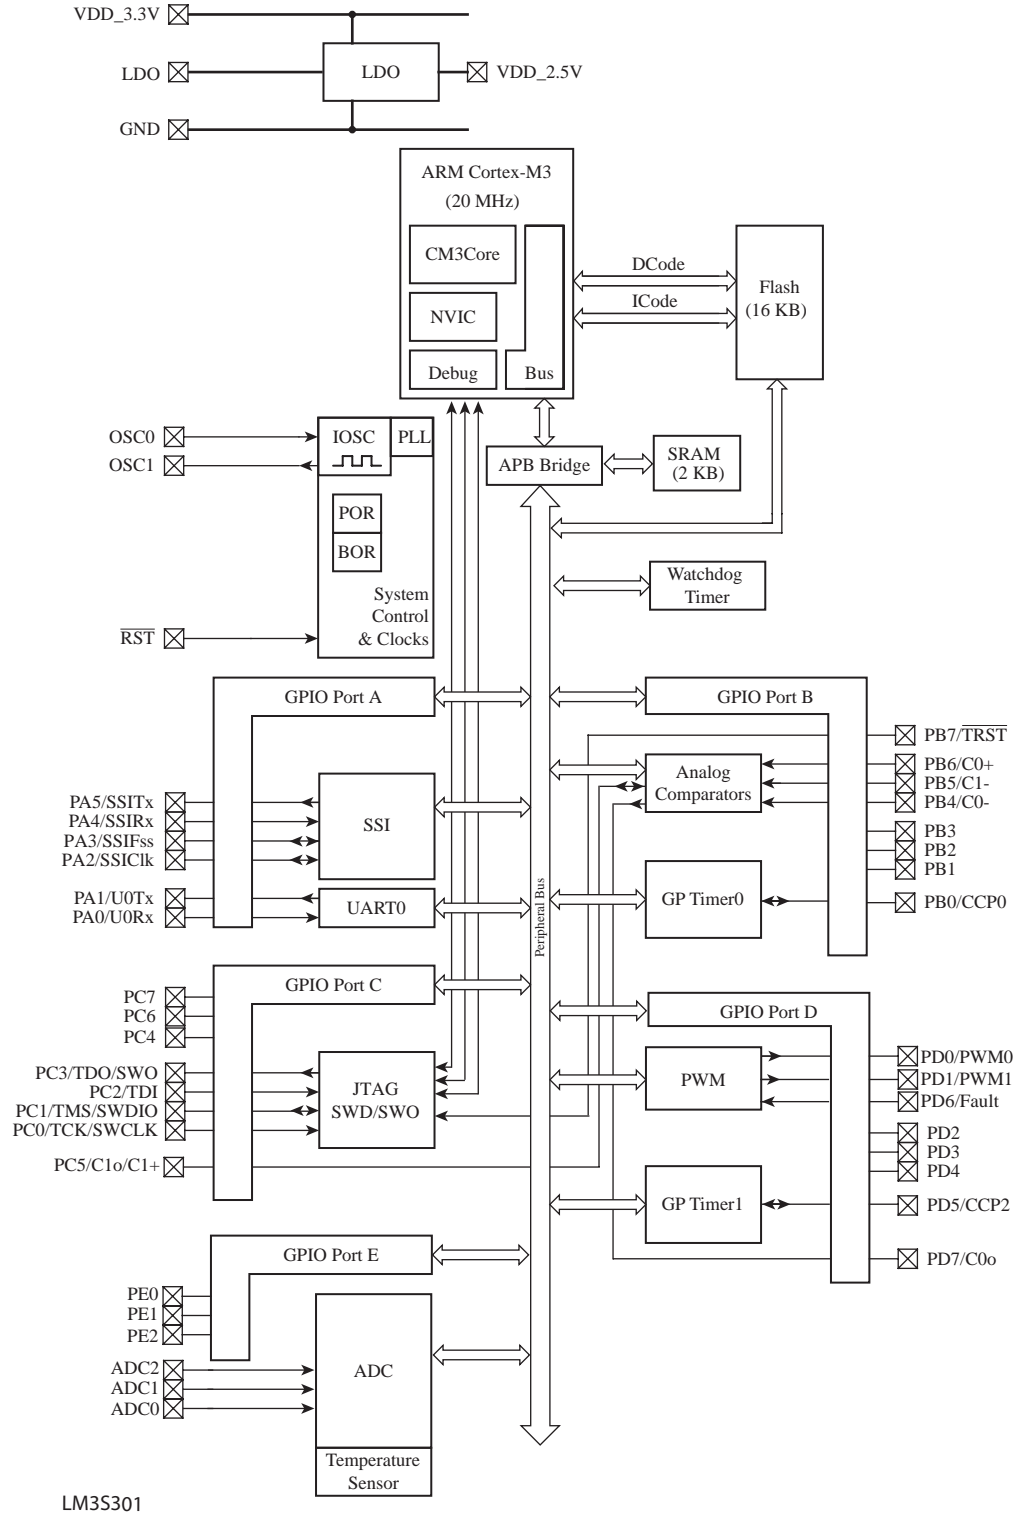 VDD_3.3V
LDO
LDO
VDD_2.5V
GND
ARM Cortex-M3
(20 MHz)
CM3Core
NVIC
Debug
Bus
DCode
ICode
Flash
(16 KB)
OSC0
OSC1
IOSC
PLL
POR
BOR
System
Control
& Clocks
RST
APB Bridge
SRAM
(2 KB)
Watchdog
Timer
Peripheral Bus
GPIO Port A
PA5/SSITx
PA4/SSIRx
PA3/SSIFss
PA2/SSIClk
SSI
PA1/U0Tx
PA0/U0Rx
UART0
GPIO Port B
PB7/TRST
PB6/C0+
PB5/C1-
PB4/C0-
Analog
Comparators
PB3
PB2
PB1
GP Timer0
PB0/CCP0
GPIO Port C
PC7
PC6
PC4
PC3/TDO/SWO
PC2/TDI
PC1/TMS/SWDIO
PC0/TCK/SWCLK
JTAG
SWD/SWO
PC5/C1o/C1+
GPIO Port D
PWM
PD0/PWM0
PD1/PWM1
PD6/Fault
PD2
PD3
PD4
GP Timer1
PD5/CCP2
PD7/C0o
GPIO Port E
PE0
PE1
PE2
ADC2
ADC1
ADC0
ADC
Temperature
Sensor
LM3S301